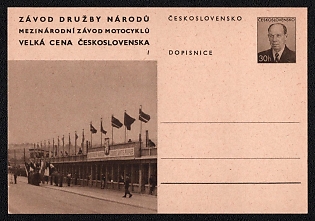 ZÁVOD DRUŽBY NÁRODŮ
MEZINÁRODNÍ ZÁVOD MOTOCYKLŮ
VELKÁ CENA ČESKOSLOVENSKA
ČESKOSLOVENSKO
DOPISNICE
ČESKOSLOVENSKO
30h